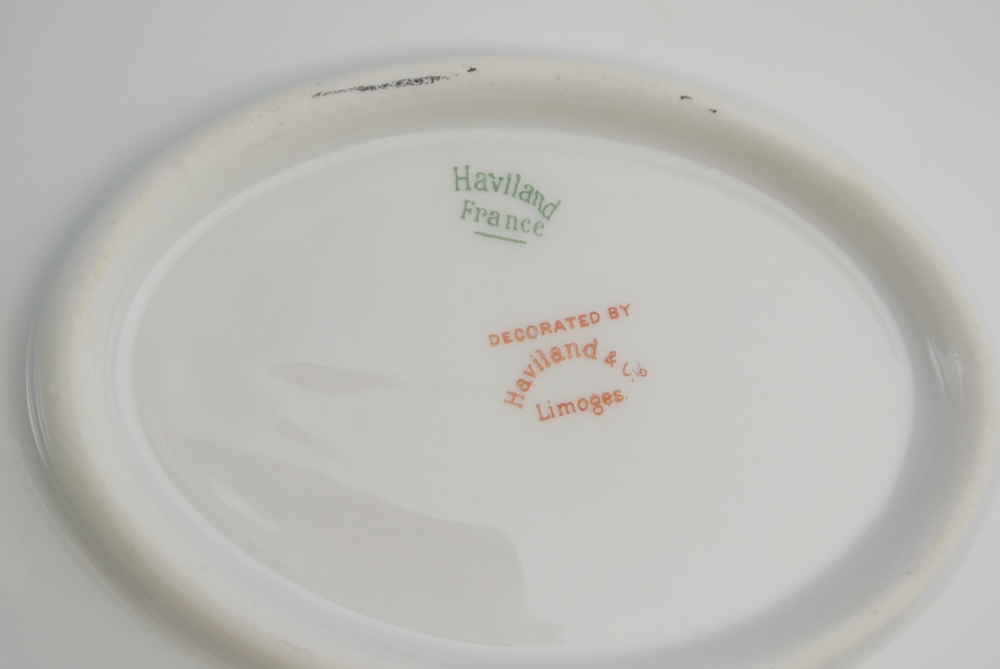 Haviland
France
DECORATED BY
Haviland & Co
Limoges.